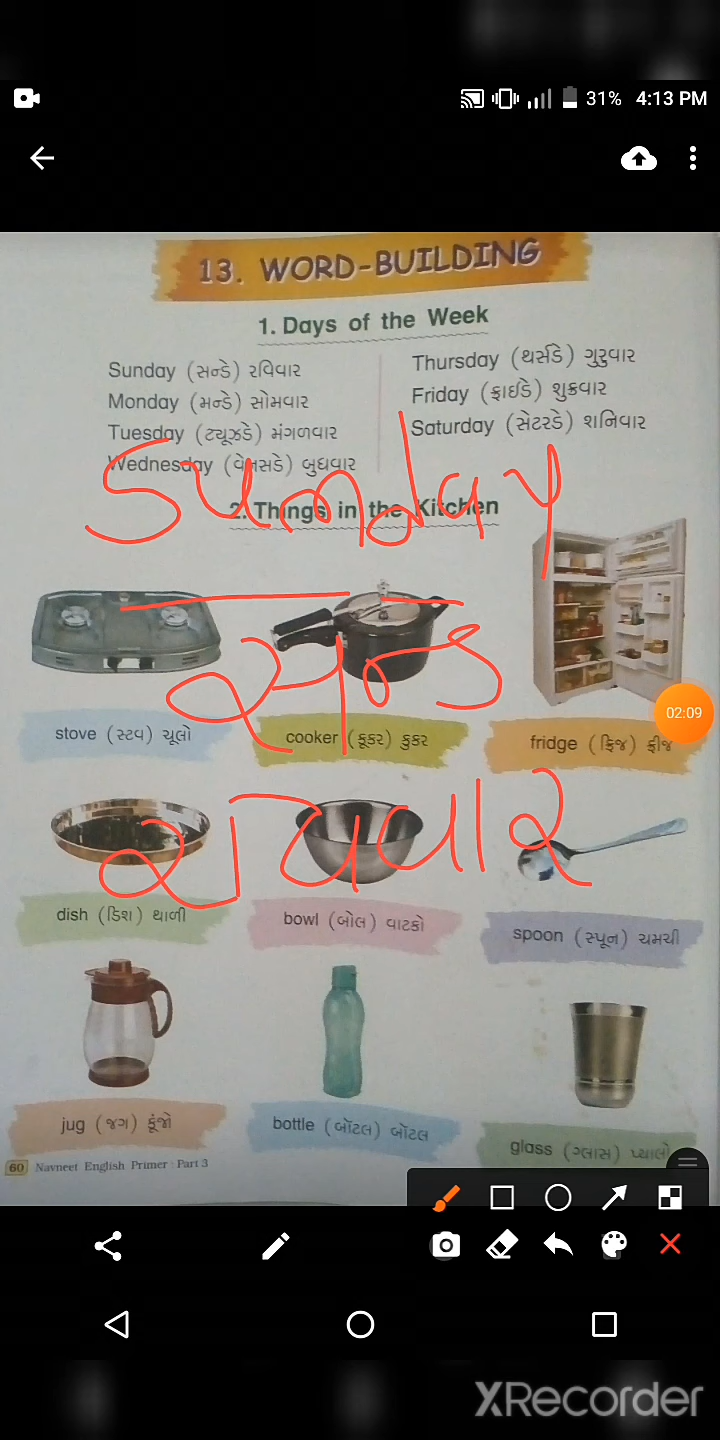 31% 4:13 PM
13. WORD-BUILDING
1. Days of the Week
Sunday (સન્ડે) રવિવાર
Monday (મન્ડે) સોમવાર
Tuesday (ટ્યૂઝડે) મંગળવાર
Wednesday (વેનસડે) બુધવાર
Thursday (થર્સડે) ગુરુવાર
Friday (ફ્રાઈડે) શુક્રવાર
Saturday (સેટરડે) શનિવાર
Sunday
2. Things in the Kitchen
02:09
stove (સ્ટવ) ચૂલો
cooker (કૂકર) કુકર
fridge (ફ્રિજ) ફ્રીજ
dish (ડિશ) થાળી
bowl (બોલ) વાટકો
spoon (સ્પૂન) ચમચી
jug (જગ) કૂંજો
bottle (બૉટલ) બૉટલ
glass (ગ્લાસ) પ્યાલો
60 Navneet English Primer : Part 3
XRecorder